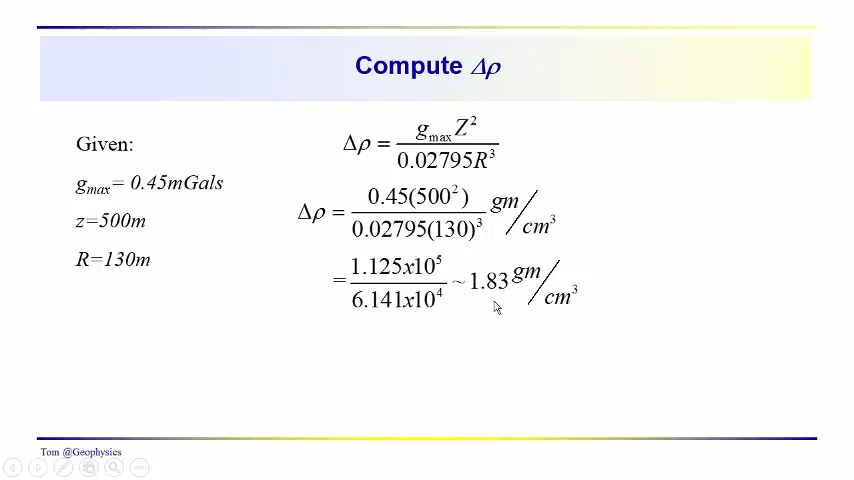 Compute Δρ
Given:
g_max= 0.45mGals
z=500m
R=130m
Δρ = g_max Z² / 0.02795R³
Δρ = 0.45(500²) / 0.02795(130)³ gm/cm³
= 1.125x10⁵ / 6.141x10⁴ ~ 1.83 gm/cm³
Tom @Geophysics